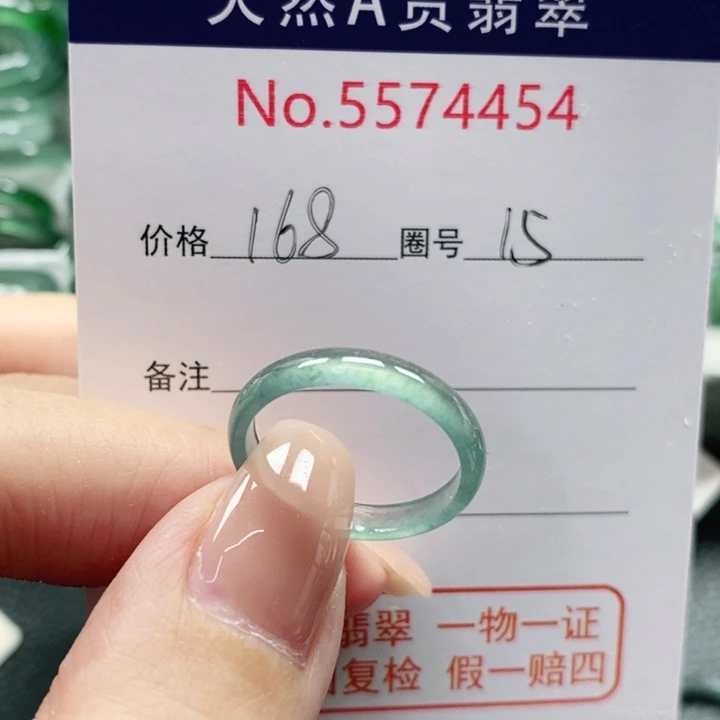 天然A货翡翠
No.5574454
价格 168 圈号 15
备注
翡翠 一物一证
复检 假一赔四